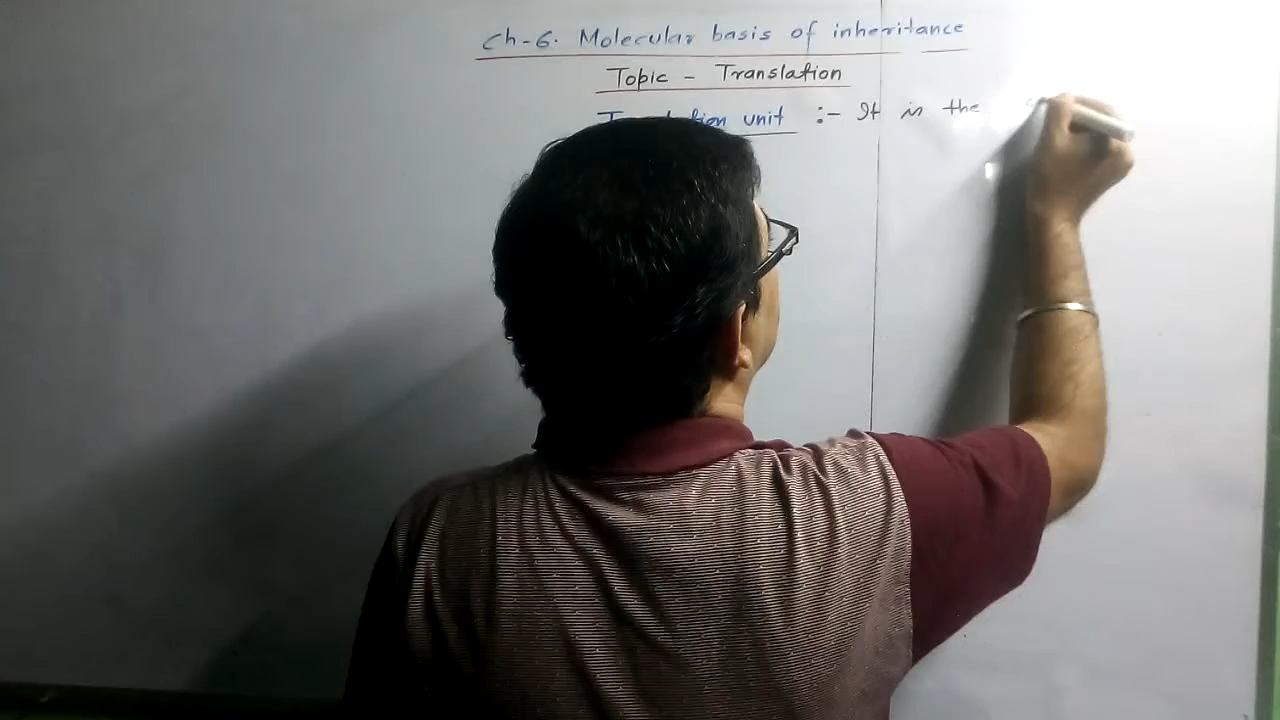 Ch-6. Molecular basis of inheritance
Topic - Translation
unit :- It is the